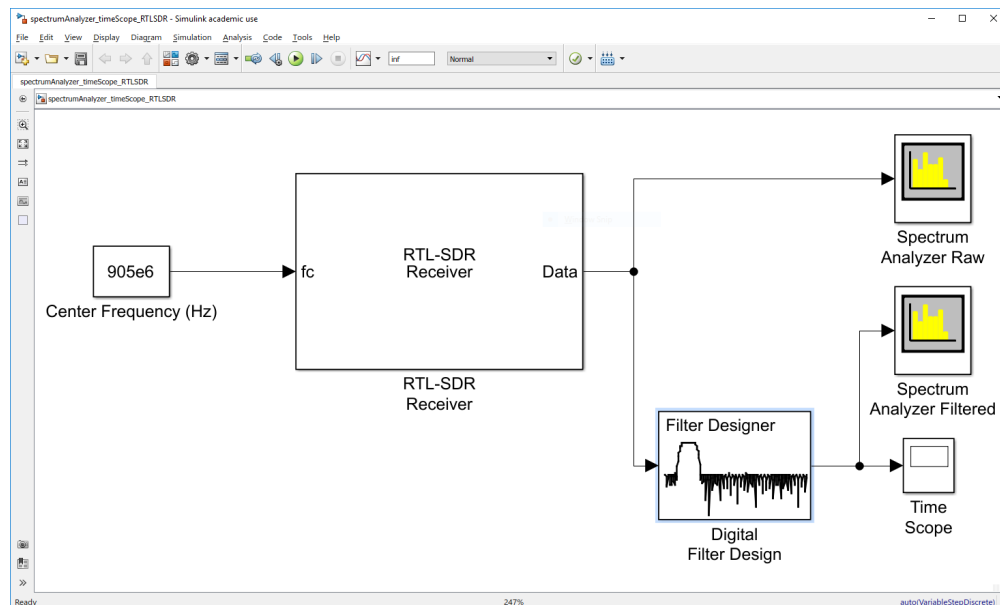 spectrumAnalyzer_timeScope_RTLSDR - Simulink academic use
File Edit View Display Diagram Simulation Analysis Code Tools Help
inf Normal
spectrumAnalyzer_timeScope_RTLSDR
spectrumAnalyzer_timeScope_RTLSDR
905e6
Center Frequency (Hz)
fc
RTL-SDR
Receiver
Data
RTL-SDR
Receiver
Spectrum
Analyzer Raw
Spectrum
Analyzer Filtered
Filter Designer
Digital
Filter Design
Time
Scope
Ready 247% auto(VariableStepDiscrete)